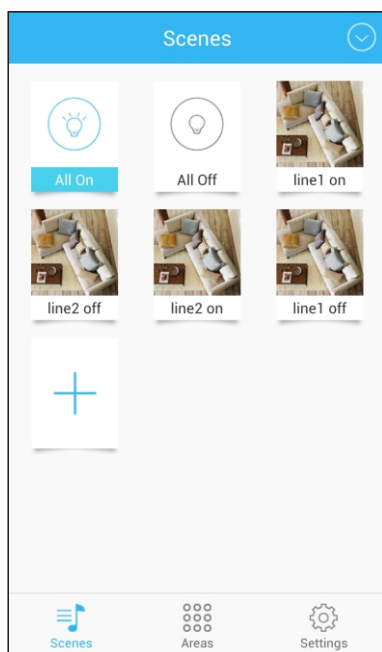 Scenes
All On
All Off
line1 on
line2 off
line2 on
line1 off
Scenes
Areas
Settings